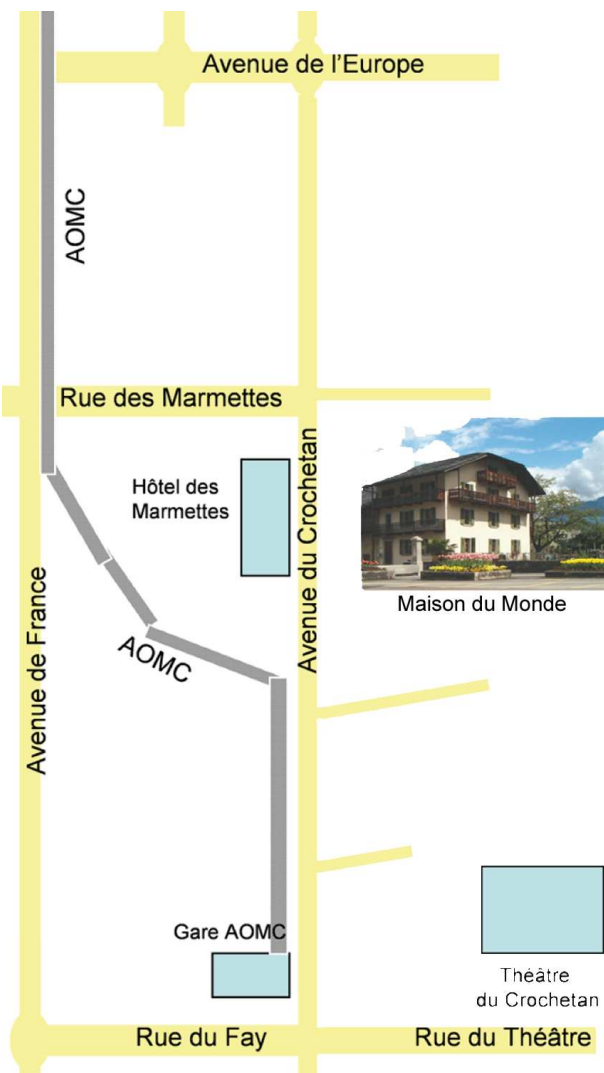 Avenue de l'Europe
AOMC
Rue des Marmettes
Avenue du Crochetan
Hôtel des
Marmettes
Maison du Monde
Avenue de France
AOMC
Gare AOMC
Théâtre
du Crochetan
Rue du Fay
Rue du Théâtre